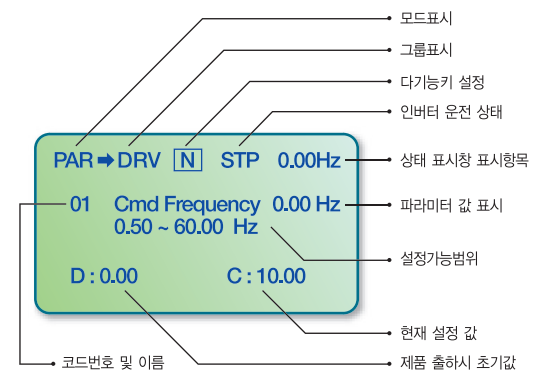 모드표시
그룹표시
다기능키 설정
인버터 운전 상태
PAR ➡ DRV N STP 0.00Hz
상태 표시창 표시항목
01 Cmd Frequency 0.00 Hz
파라미터 값 표시
0.50 ~ 60.00 Hz
설정가능범위
D : 0.00 C : 10.00
현재 설정 값
코드번호 및 이름
제품 출하시 초기값